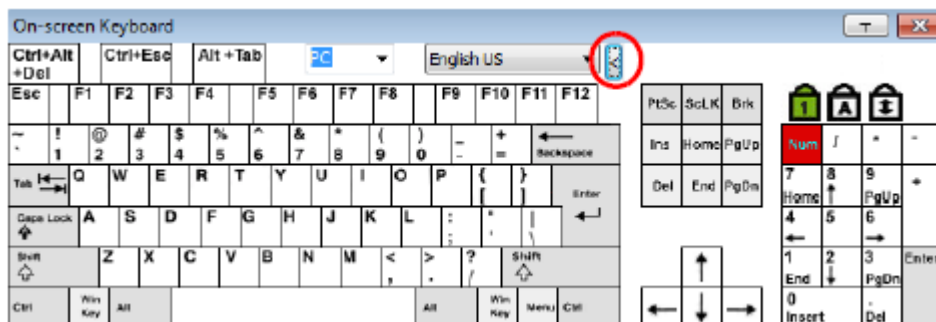 On-screen Keyboard
Ctrl+Alt +Del Ctrl+Esc Alt +Tab PC English US
Esc F1 F2 F3 F4 F5 F6 F7 F8 F9 F10 F11 F12 PtSc ScLK Brk 1 A
~ ! @ # $ % ^ & * ( ) _ +
` 1 2 3 4 5 6 7 8 9 0 - = Backspace Ins Home PgUp Num / * -
Tab Q W E R T Y U I O P { [ } ] Enter Del End PgDn 7 Home 8 9 PgUp +
Caps Lock A S D F G H J K L : ; " ' | \ 4 5 6
Shift Z X C V B N M < , > . ? / Shift 1 End 2 3 PgDn Enter
Ctrl Win Key Alt Alt Win Key Menu Ctrl 0 Insert . Del